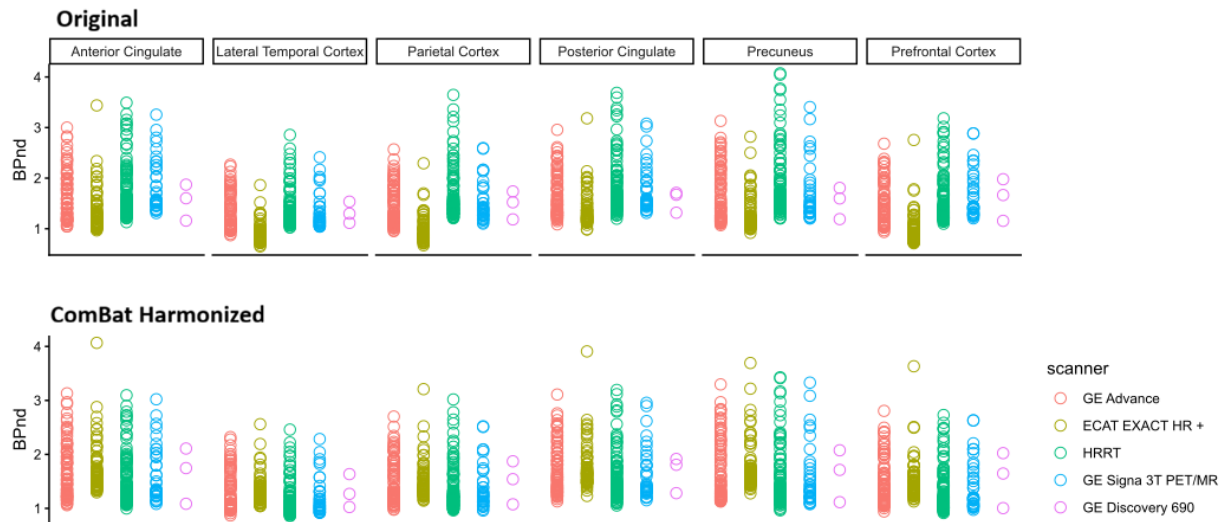 Original
Anterior Cingulate Lateral Temporal Cortex Parietal Cortex Posterior Cingulate Precuneus Prefrontal Cortex
4
3
2
1
BPnd
ComBat Harmonized
4
3
2
1
BPnd
scanner
GE Advance
ECAT EXACT HR +
HRRT
GE Signa 3T PET/MR
GE Discovery 690